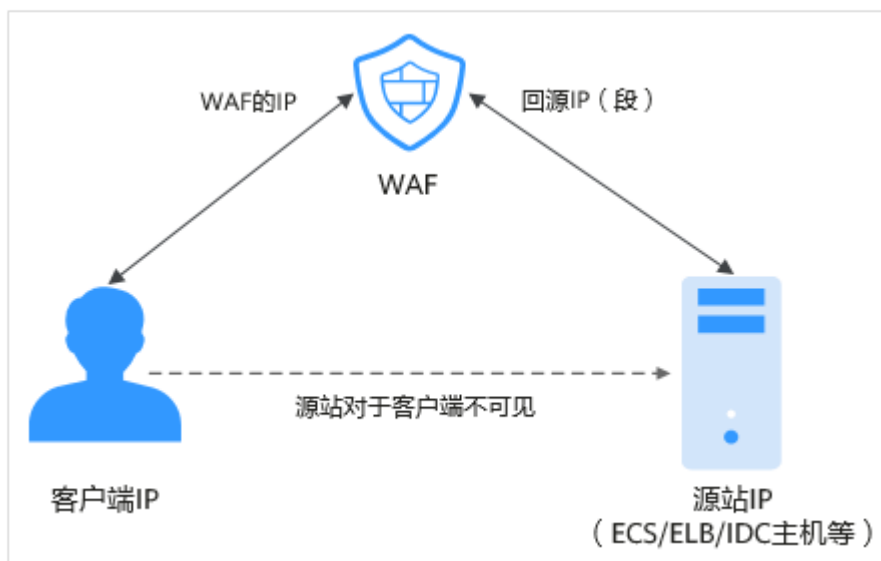 WAF的IP
回源IP（段）
WAF
源站对于客户端不可见
客户端IP
源站IP
（ECS/ELB/IDC主机等）